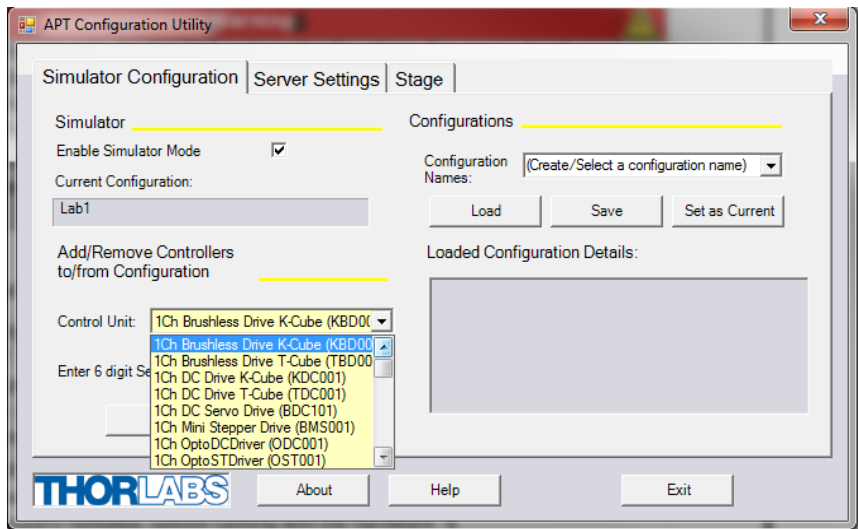 APT Configuration Utility
Simulator Configuration
Server Settings
Stage
Simulator
Enable Simulator Mode
Current Configuration:
Lab1
Add/Remove Controllers
to/from Configuration
Control Unit:
1Ch Brushless Drive K-Cube (KBD00
1Ch Brushless Drive K-Cube (KBD00
1Ch Brushless Drive T-Cube (TBD00
1Ch DC Drive K-Cube (KDC001)
1Ch DC Drive T-Cube (TDC001)
1Ch DC Servo Drive (BDC101)
1Ch Mini Stepper Drive (BMS001)
1Ch OptoDCDriver (ODC001)
1Ch OptoSTDriver (OST001)
Enter 6 digit Se
Configurations
Configuration
Names:
(Create/Select a configuration name)
Load
Save
Set as Current
Loaded Configuration Details:
THORLABS
About
Help
Exit